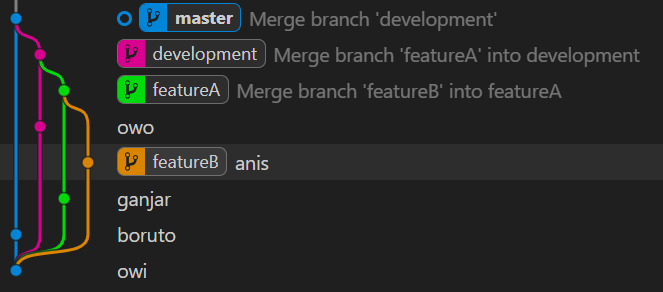 master Merge branch 'development'
development Merge branch 'featureA' into development
featureA Merge branch 'featureB' into featureA
owo
featureB anis
ganjar
boruto
owi